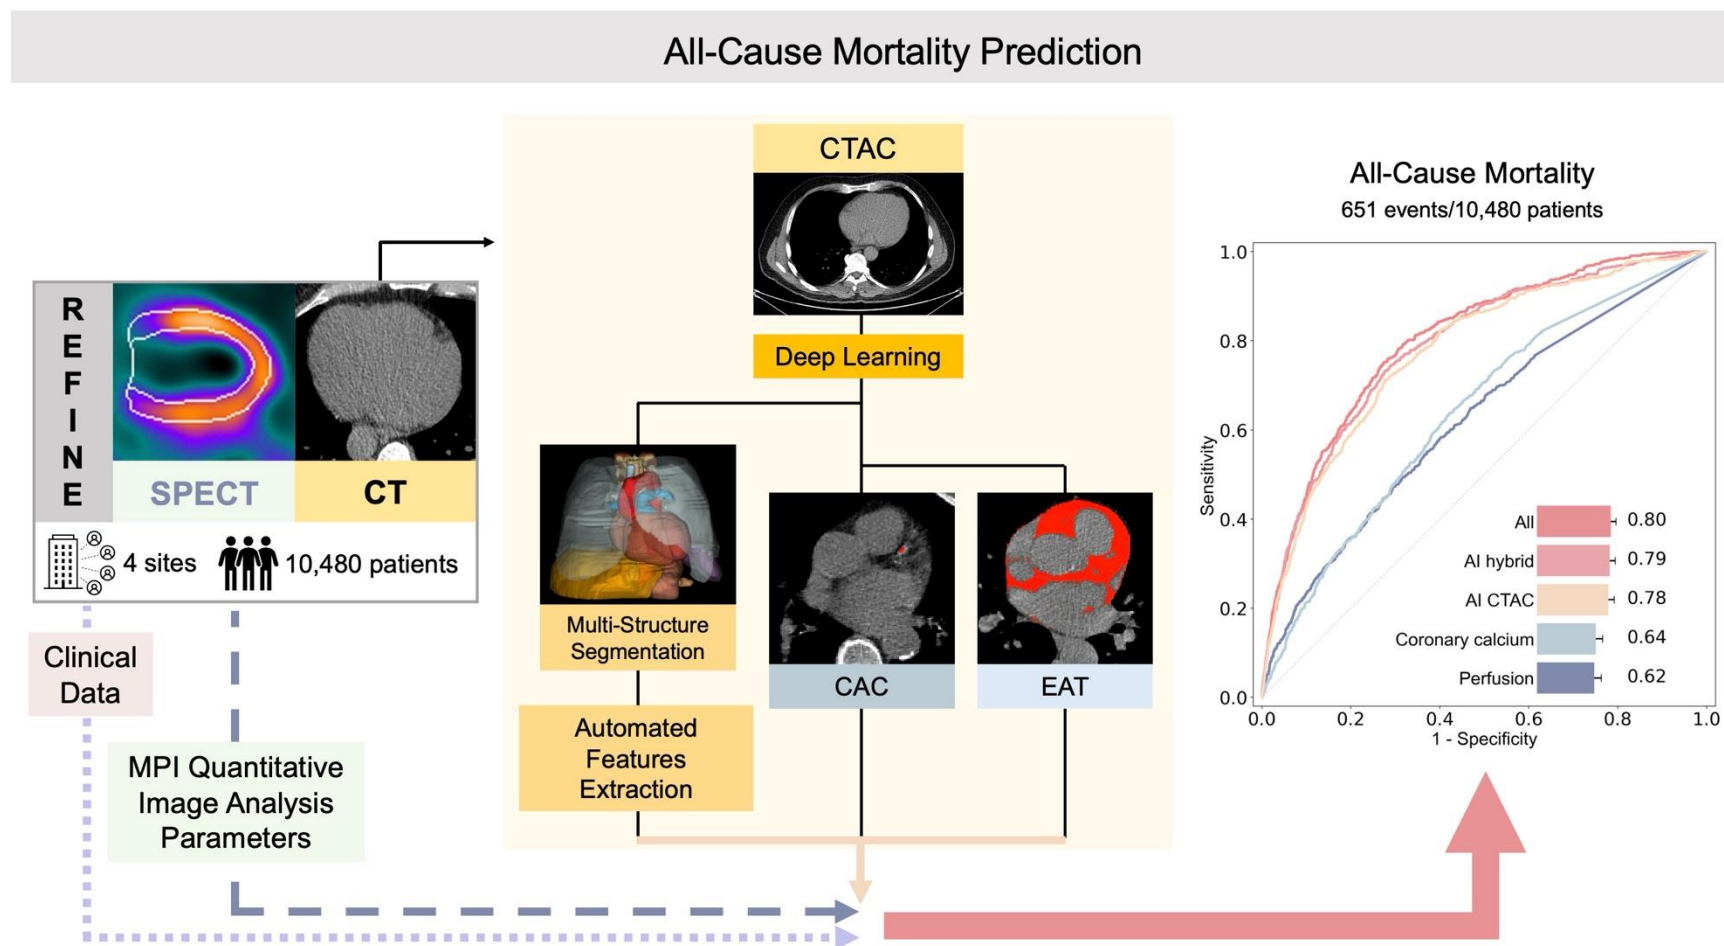 All-Cause Mortality Prediction
R
E
F
I
N
E
SPECT
CT
4 sites
10,480 patients
Clinical
Data
MPI Quantitative
Image Analysis
Parameters
CTAC
Deep Learning
Multi-Structure
Segmentation
Automated
Features
Extraction
CAC
EAT
All-Cause Mortality
651 events/10,480 patients
Sensitivity
1.0
0.8
0.6
0.4
0.2
0.0
All 0.80
AI hybrid 0.79
AI CTAC 0.78
Coronary calcium 0.64
Perfusion 0.62
0.0 0.2 0.4 0.6 0.8 1.0
1 - Specificity